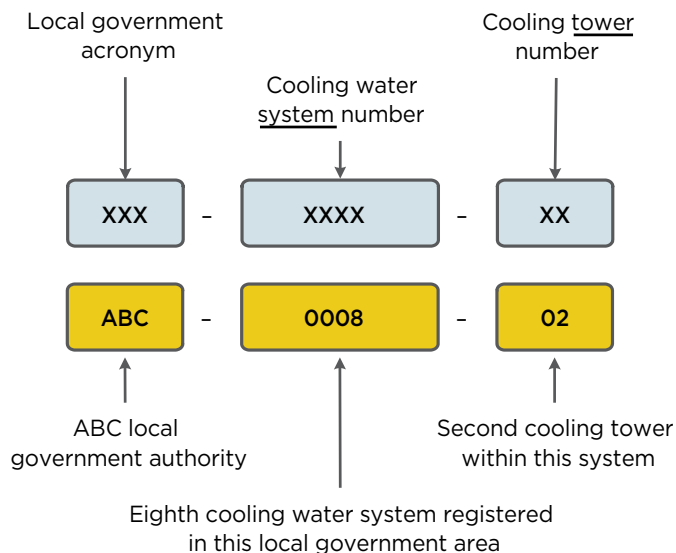 Local government
acronym
Cooling water
system number
Cooling tower
number
XXX - XXXX - XX
ABC - 0008 - 02
ABC local
government authority
Second cooling tower
within this system
Eighth cooling water system registered
in this local government area